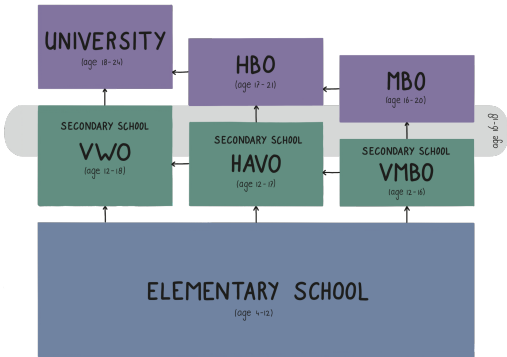 UNIVERSITY
(age 18-24)
HBO
(age 17-21)
MBO
(age 16-20)
SECONDARY SCHOOL
VWO
(age 12-18)
SECONDARY SCHOOL
HAVO
(age 12-17)
SECONDARY SCHOOL
VMBO
(age 12-16)
age 16-18
ELEMENTARY SCHOOL
(age 4-12)